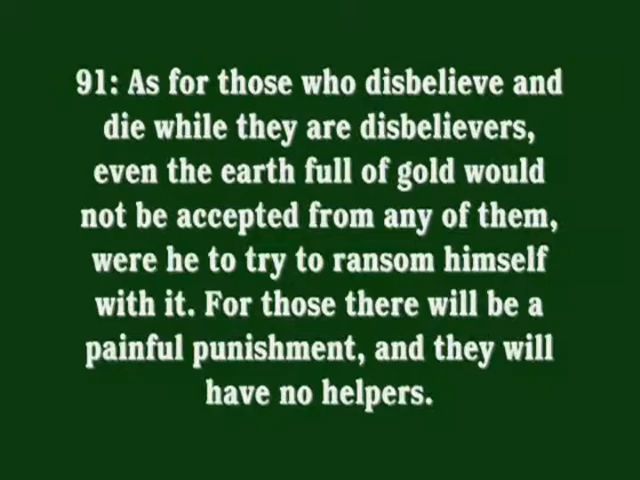 91: As for those who disbelieve and
die while they are disbelievers,
even the earth full of gold would
not be accepted from any of them,
were he to try to ransom himself
with it. For those there will be a
painful punishment, and they will
have no helpers.